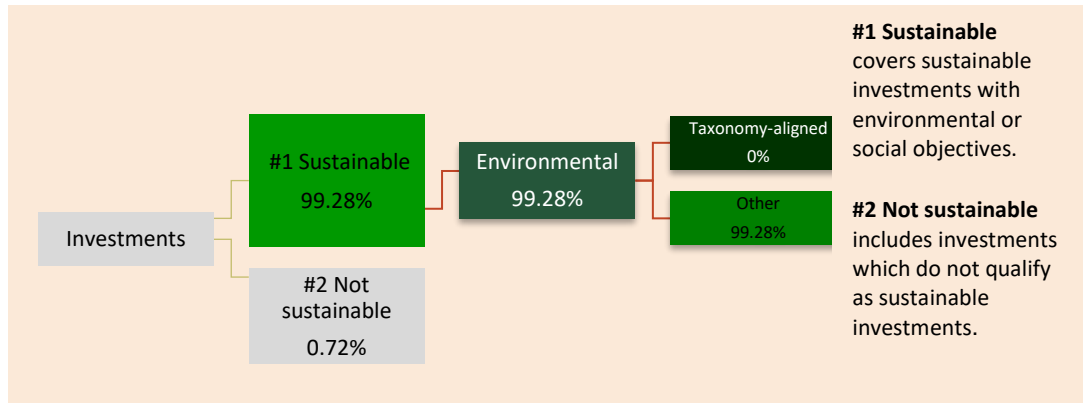 Investments
#1 Sustainable
99.28%
#2 Not
sustainable
0.72%
Environmental
99.28%
Taxonomy-aligned
0%
Other
99.28%
#1 Sustainable
covers sustainable
investments with
environmental or
social objectives.
#2 Not sustainable
includes investments
which do not qualify
as sustainable
investments.